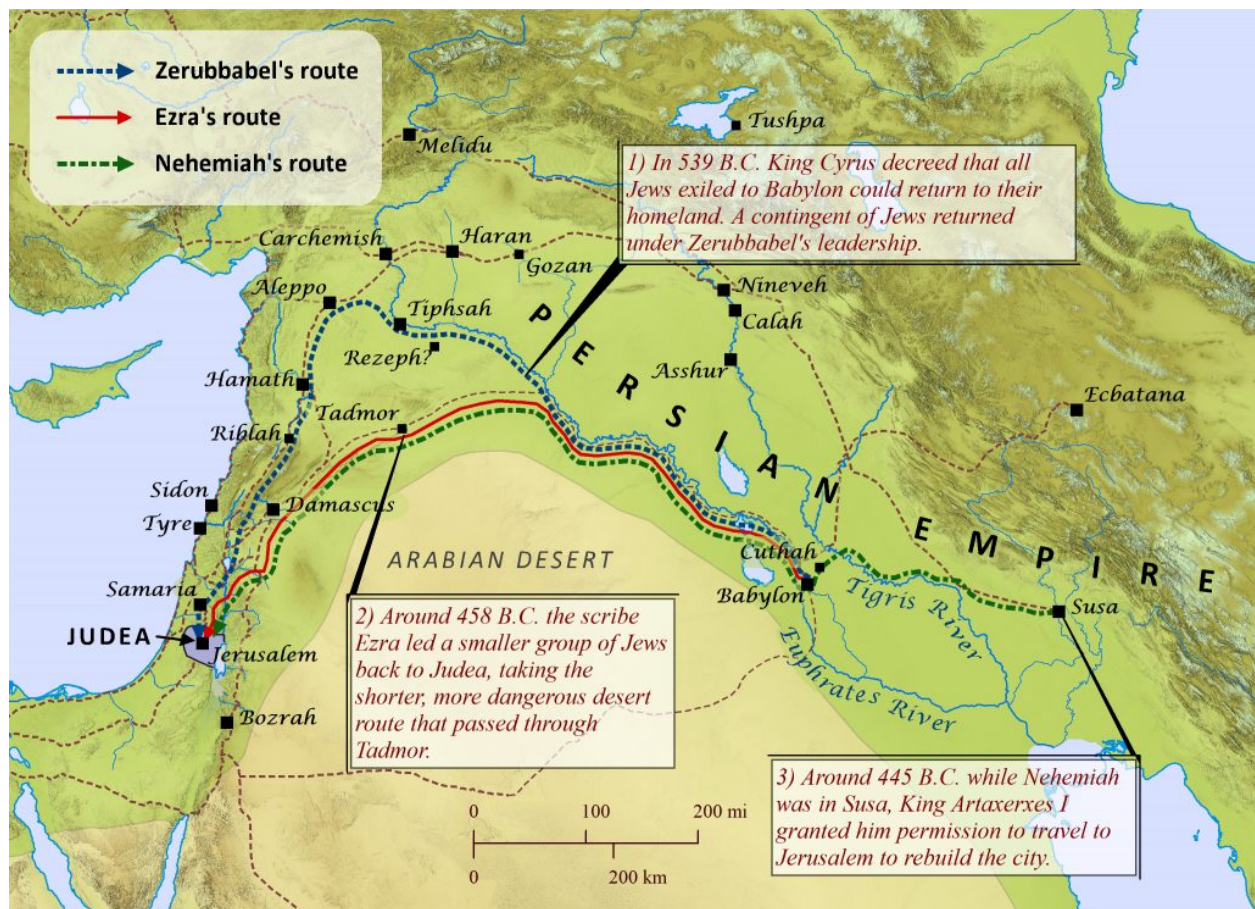 Zerubbabel's route
Ezra's route
Nehemiah's route
Tushpa
Melidu
1) In 539 B.C. King Cyrus decreed that all
Jews exiled to Babylon could return to their
homeland. A contingent of Jews returned
under Zerubbabel's leadership.
Carchemish
Haran
Gozan
Aleppo
Tiphsah
Nineveh
Calah
Rezeph?
Asshur
Hamath
Tadmor
Ecbatana
Riblah
PERSIAN EMPIRE
Sidon
Damascus
Tyre
ARABIAN DESERT
Cuthah
Samaria
Babylon
Tigris River
Susa
JUDEA
Jerusalem
Euphrates River
Bozrah
2) Around 458 B.C. the scribe
Ezra led a smaller group of Jews
back to Judea, taking the
shorter, more dangerous desert
route that passed through
Tadmor.
3) Around 445 B.C. while Nehemiah
was in Susa, King Artaxerxes I
granted him permission to travel to
Jerusalem to rebuild the city.
0 100 200 mi
0 200 km